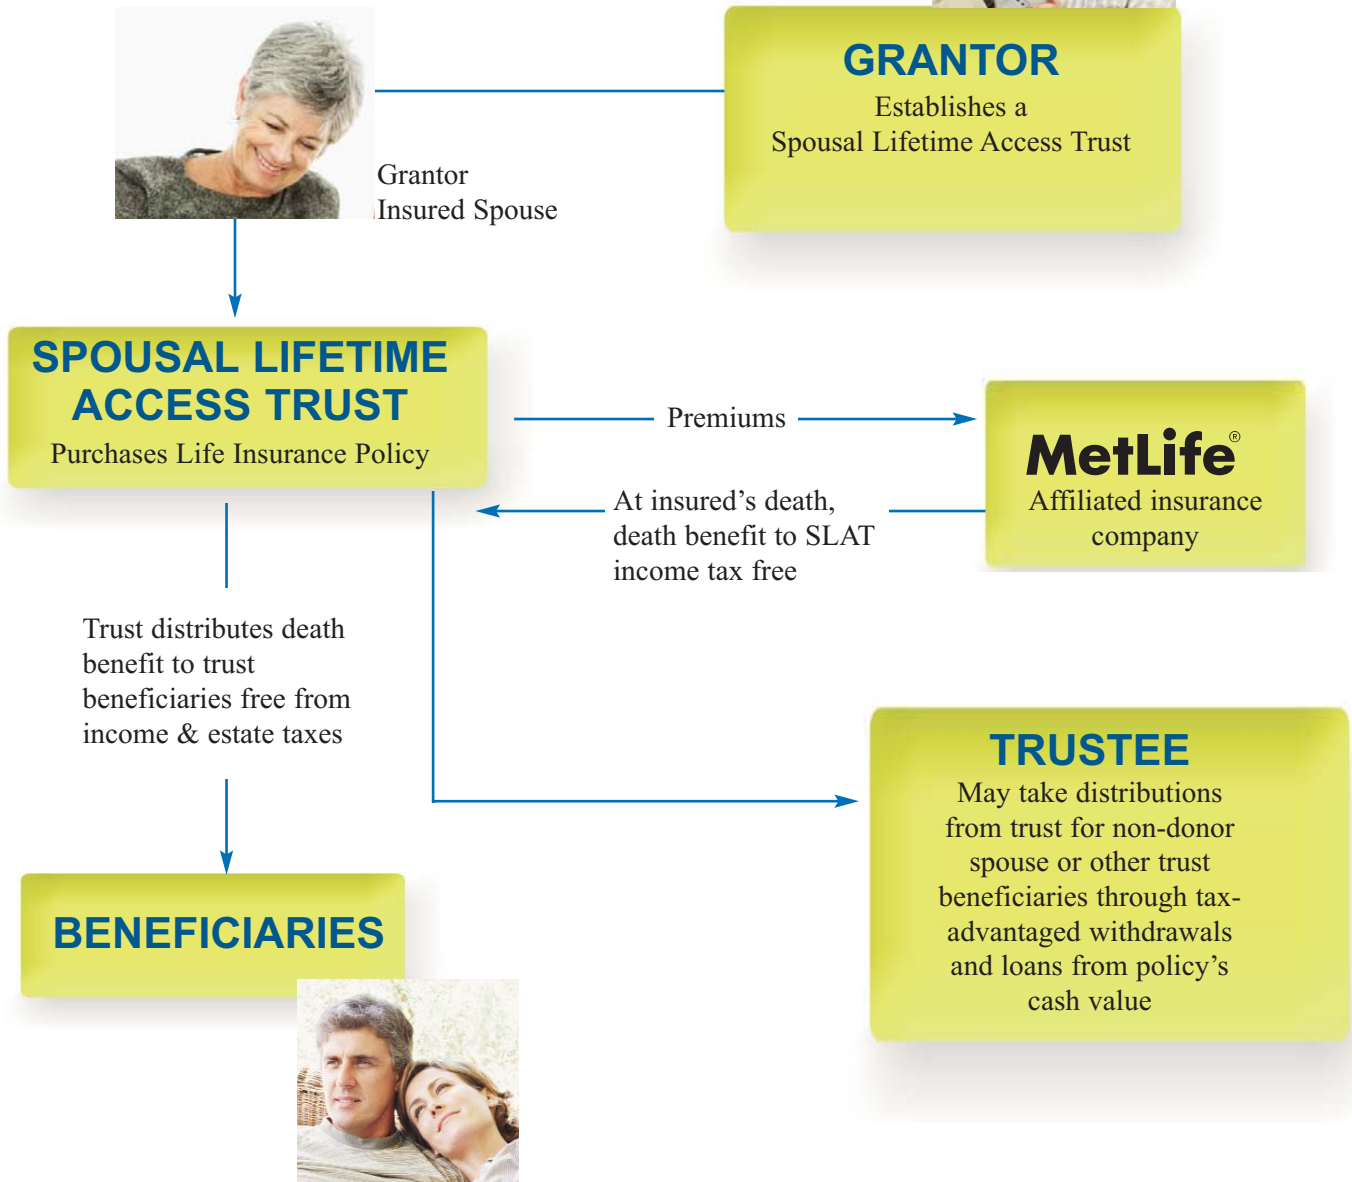 GRANTOR
Establishes a
Spousal Lifetime Access Trust
Grantor
Insured Spouse
SPOUSAL LIFETIME
ACCESS TRUST
Purchases Life Insurance Policy
Premiums
MetLife®
Affiliated insurance
company
At insured’s death,
death benefit to SLAT
income tax free
Trust distributes death
benefit to trust
beneficiaries free from
income & estate taxes
TRUSTEE
May take distributions
from trust for non-donor
spouse or other trust
beneficiaries through tax-
advantaged withdrawals
and loans from policy’s
cash value
BENEFICIARIES